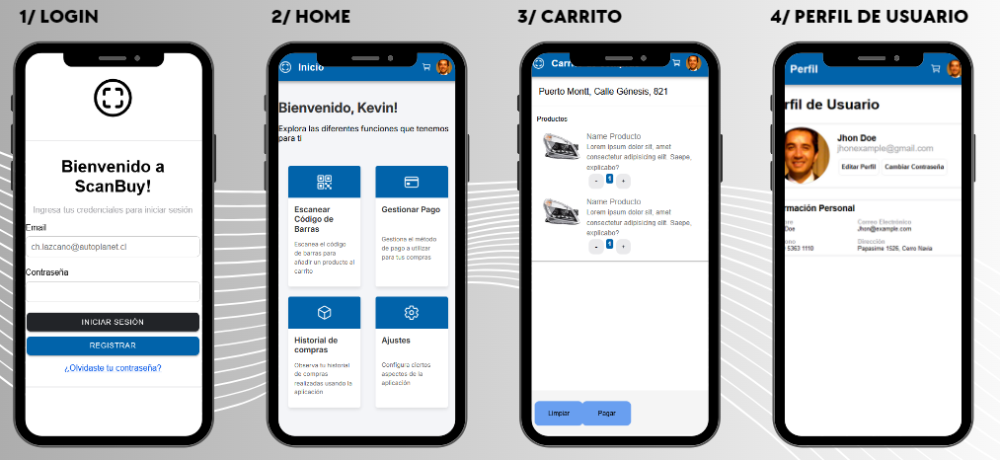 1/ LOGIN
Bienvenido a
ScanBuy!
Ingresa tus credenciales para iniciar sesión
Email
ch.lazcano@autoplanet.cl
Contraseña
INICIAR SESIÓN
REGISTRAR
¿Olvidaste tu contraseña?
2/ HOME
Inicio
Bienvenido, Kevin!
Explora las diferentes funciones que tenemos
para ti
Escanear
Código de
Barras
Escanea el código
de barras para
añadir un producto al
carrito
Gestionar Pago
Gestiona el método
de pago a utilizar
para tus compras
Historial de
compras
Observa tu historial
de compras
realizadas usando la
aplicación
Ajustes
Configura ciertos
aspectos de la
aplicación
3/ CARRITO
Puerto Montt, Calle Génesis, 821
Productos
Name Producto
Lorem ipsum dolor sit, amet
consectetur adipisicing elit. Saepe,
explicabo?
- 1 +
Name Producto
Lorem ipsum dolor sit, amet
consectetur adipisicing elit. Saepe,
explicabo?
- 1 +
Limpiar
Pagar
4/ PERFIL DE USUARIO
Perfil
rfil de Usuario
Jhon Doe
jhonexample@gmail.com
Editar Perfil
Cambiar Contraseña
rmación Personal
re
Doe
Correo Electrónico
Jhon@example.com
ono
5363 1110
Dirección
Papasime 1526, Cerro Navia